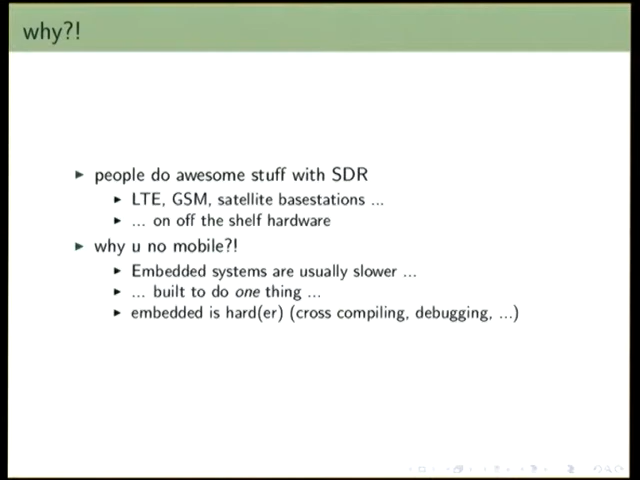 why?!
people do awesome stuff with SDR
LTE, GSM, satellite basestations ...
... on off the shelf hardware
why u no mobile?!
Embedded systems are usually slower ...
... built to do one thing ...
embedded is hard(er) (cross compiling, debugging, ...)